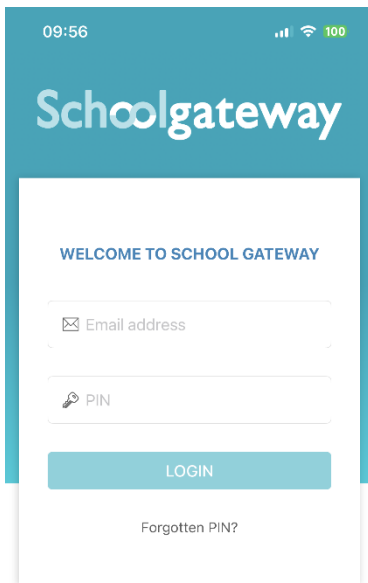 09:56 100
Schoolgateway
WELCOME TO SCHOOL GATEWAY
Email address
PIN
LOGIN
Forgotten PIN?